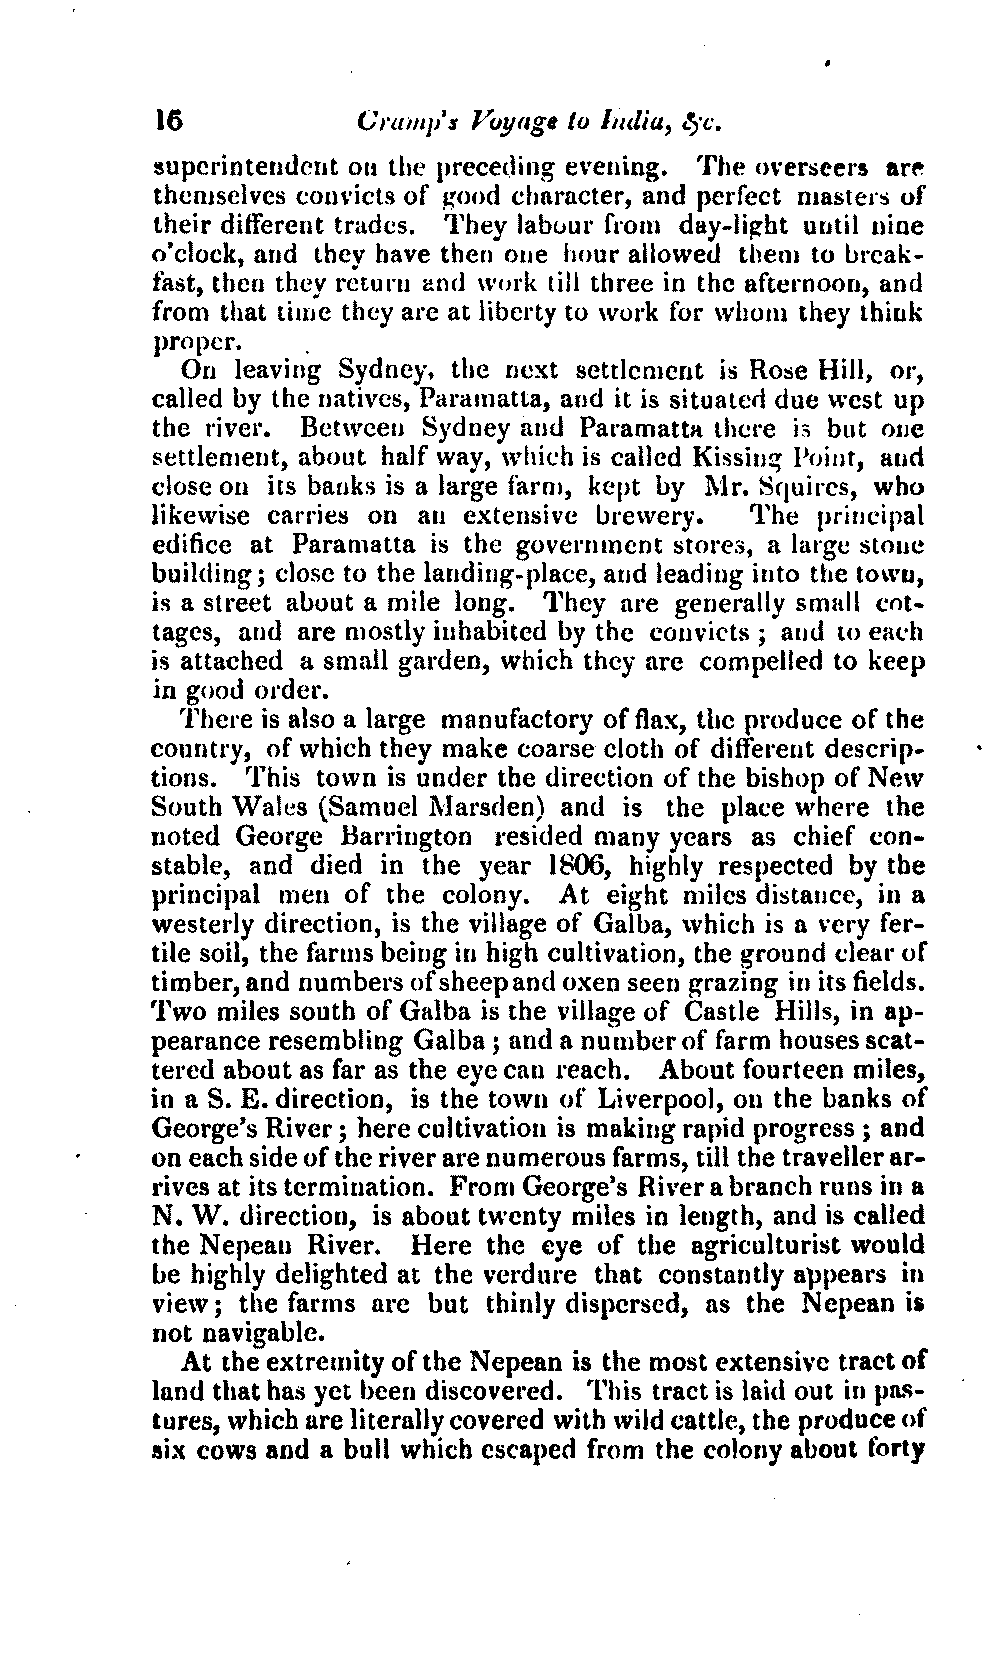 16 Cramp's Voyage to India, &c.
superintendent on the preceding evening. The overseers are
themselves convicts of good character, and perfect masters of
their different trades. They labour from day-light until nine
o'clock, and they have then one hour allowed them to break-
fast, then they return and work till three in the afternoon, and
from that time they are at liberty to work for whom they think
proper.
On leaving Sydney, the next settlement is Rose Hill, or,
called by the natives, Paramatta, and it is situated due west up
the river. Between Sydney and Paramatta there is but one
settlement, about half way, which is called Kissing Point, and
close on its banks is a large farm, kept by Mr. Squires, who
likewise carries on an extensive brewery. The principal
edifice at Paramatta is the government stores, a large stone
building; close to the landing-place, and leading into the town,
is a street about a mile long. They are generally small cot-
tages, and are mostly inhabited by the convicts; and to each
is attached a small garden, which they are compelled to keep
in good order.
There is also a large manufactory of flax, the produce of the
country, of which they make coarse cloth of different descrip-
tions. This town is under the direction of the bishop of New
South Wales (Samuel Marsden) and is the place where the
noted George Barrington resided many years as chief con-
stable, and died in the year 1806, highly respected by the
principal men of the colony. At eight miles distance, in a
westerly direction, is the village of Galba, which is a very fer-
tile soil, the farms being in high cultivation, the ground clear of
timber, and numbers of sheep and oxen seen grazing in its fields.
Two miles south of Galba is the village of Castle Hills, in ap-
pearance resembling Galba; and a number of farm houses scat-
tered about as far as the eye can reach. About fourteen miles,
in a S. E. direction, is the town of Liverpool, on the banks of
George's River; here cultivation is making rapid progress; and
on each side of the river are numerous farms, till the traveller ar-
rives at its termination. From George's River a branch runs in a
N. W. direction, is about twenty miles in length, and is called
the Nepean River. Here the eye of the agriculturist would
be highly delighted at the verdure that constantly appears in
view; the farms are but thinly dispersed, as the Nepean is
not navigable.
At the extremity of the Nepean is the most extensive tract of
land that has yet been discovered. This tract is laid out in pas-
tures, which are literally covered with wild cattle, the produce of
six cows and a bull which escaped from the colony about forty